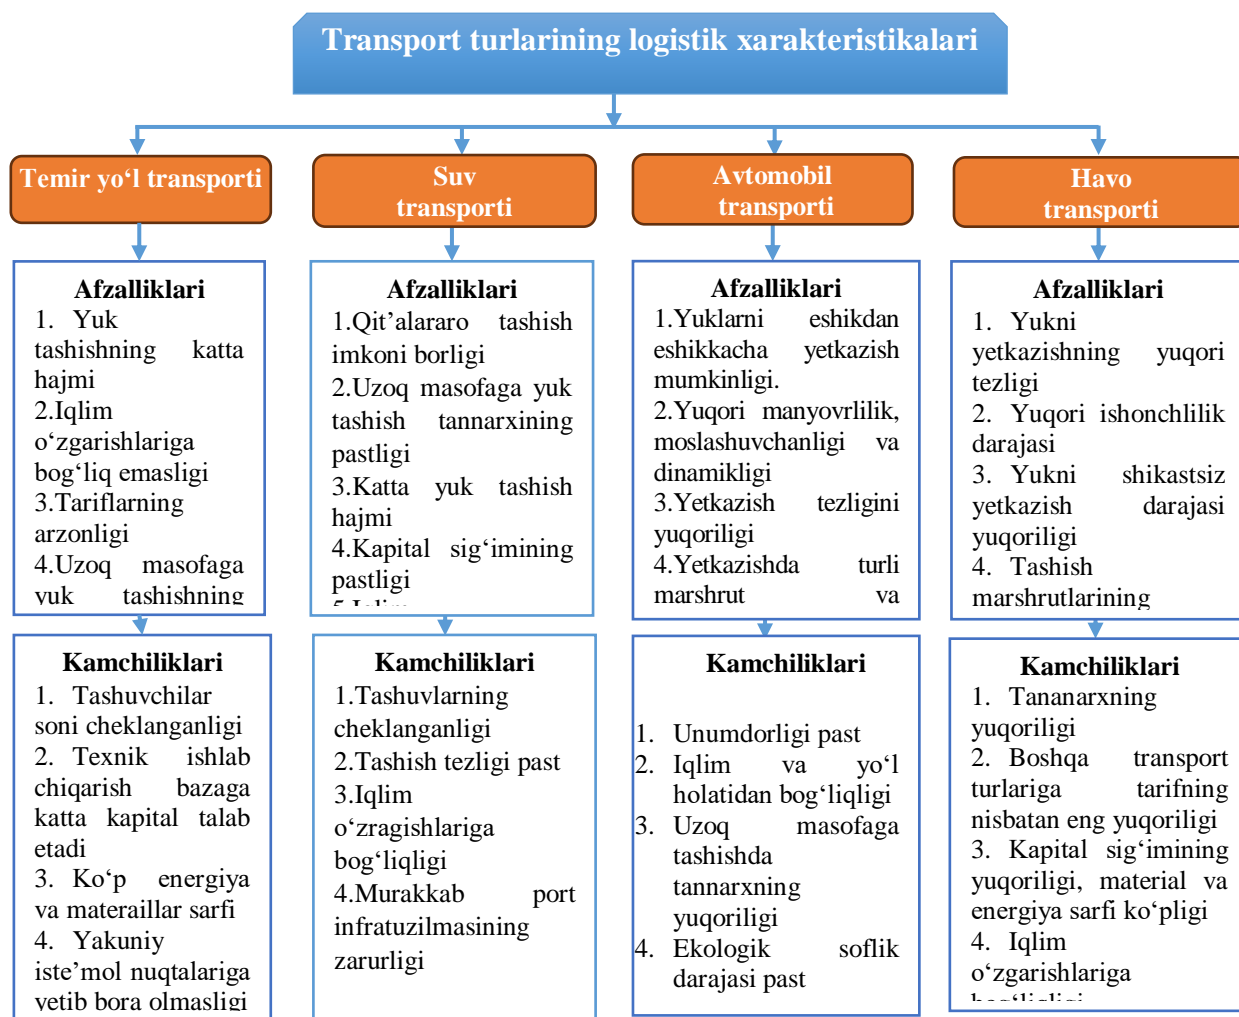 Transport turlarining logistik xarakteristikalari
Temir yo‘l transporti
Suv
transporti
Avtomobil
transporti
Havo
transporti
Afzalliklari
1. Yuk
tashishning katta
hajmi
2.Iqlim
o‘zgarishlariga
bog‘liq emasligi
3.Tariflarning
arzonligi
4.Uzoq masofaga
yuk tashishning
Afzalliklari
1.Qit’alararo tashish
imkoni borligi
2.Uzoq masofaga yuk
tashish tannarxining
pastligi
3.Katta yuk tashish
hajmi
4.Kapital sig‘imining
pastligi
Afzalliklari
1.Yuklarni eshikdan
eshikkacha yetkazish
mumkinligi.
2.Yuqori manyovrlilik,
moslashuvchanligi va
dinamikligi
3.Yetkazish tezligini
yuqoriligi
4.Yetkazishda turli
marshrut va
Afzalliklari
1. Yukni
yetkazishning yuqori
tezligi
2. Yuqori ishonchlilik
darajasi
3. Yukni shikastsiz
yetkazish darajasi
yuqoriligi
4. Tashish
marshrutlarining
Kamchiliklari
1. Tashuvchilar
soni cheklanganligi
2. Texnik ishlab
chiqarish bazaga
katta kapital talab
etadi
3. Ko‘p energiya
va materaillar sarfi
4. Yakuniy
iste’mol nuqtalariga
yetib bora olmasligi
Kamchiliklari
1.Tashuvlarning
cheklanganligi
2.Tashish tezligi past
3.Iqlim
o‘zragishlariga
bog‘liqligi
4.Murakkab port
infratuzilmasining
zarurligi
Kamchiliklari
1. Unumdorligi past
2. Iqlim va yo‘l
holatidan bog‘liqligi
3. Uzoq masofaga
tashishda
tannarxning
yuqoriligi
4. Ekologik soflik
darajasi past
Kamchiliklari
1. Tananarxning
yuqoriligi
2. Boshqa transport
turlariga tarifning
nisbatan eng yuqoriligi
3. Kapital sig‘imining
yuqoriligi, material va
energiya sarfi ko‘pligi
4. Iqlim
o‘zgarishlariga